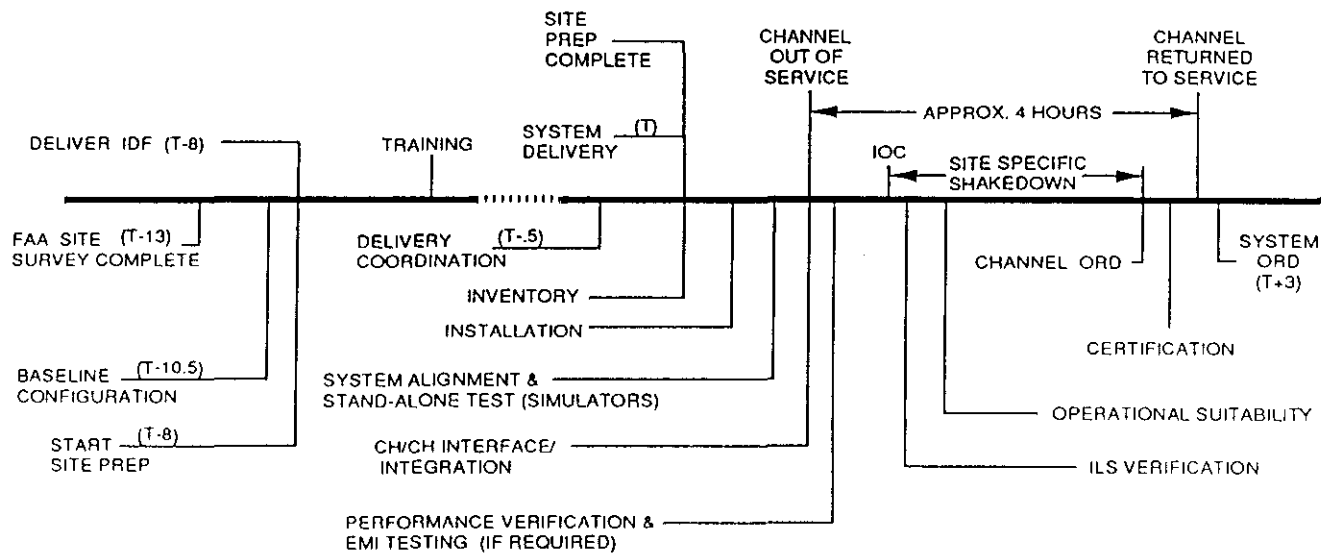 SITE
PREP
COMPLETE
CHANNEL
OUT OF
SERVICE
CHANNEL
RETURNED
TO SERVICE
APPROX. 4 HOURS
SYSTEM (T)
DELIVERY
DELIVER IDF (T-8)
TRAINING
IOC
SITE SPECIFIC
SHAKEDOWN
FAA SITE (T-13)
SURVEY COMPLETE
DELIVERY (T-.5)
COORDINATION
CHANNEL ORD
SYSTEM
ORD
(T+3)
INVENTORY
INSTALLATION
CERTIFICATION
BASELINE (T-10.5)
CONFIGURATION
SYSTEM ALIGNMENT &
STAND-ALONE TEST (SIMULATORS)
OPERATIONAL SUITABILITY
START (T-8)
SITE PREP
CH/CH INTERFACE/
INTEGRATION
ILS VERIFICATION
PERFORMANCE VERIFICATION &
EMI TESTING (IF REQUIRED)